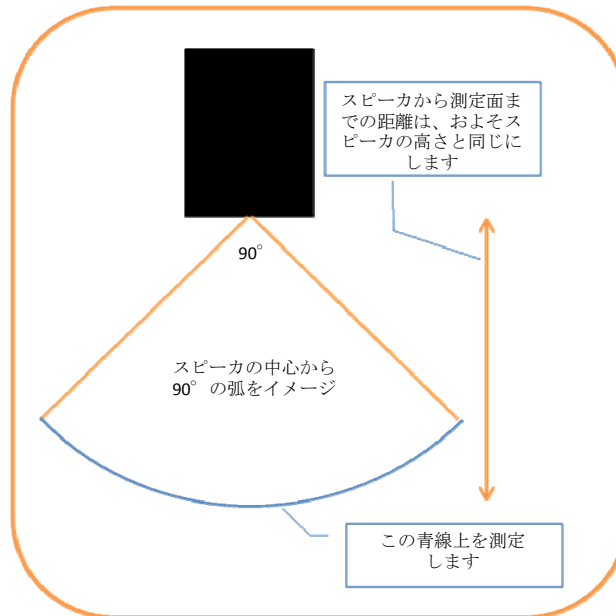 スピーカから測定面ま
での距離は、およそス
ピーカの高さと同じに
します
90°
スピーカの中心から
90°の弧をイメージ
この青線上を測定
します